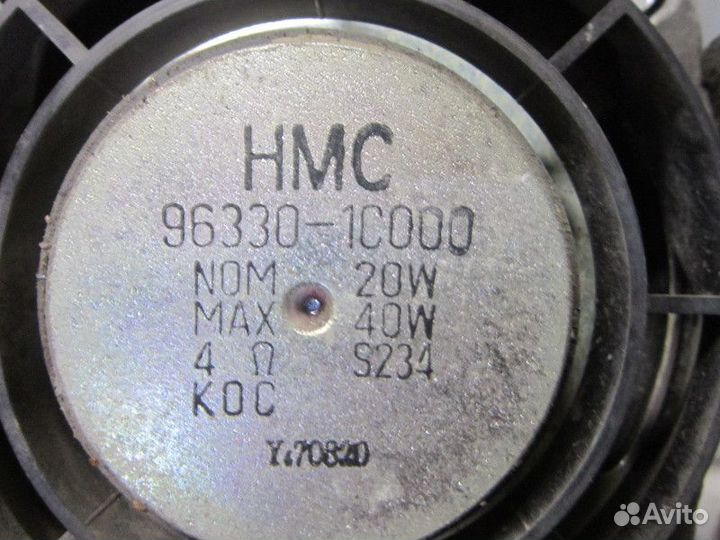 HMC
96330-1C000
NOM 20W
MAX 40W
4 Ω S234
KOC
Y.70820
Avito